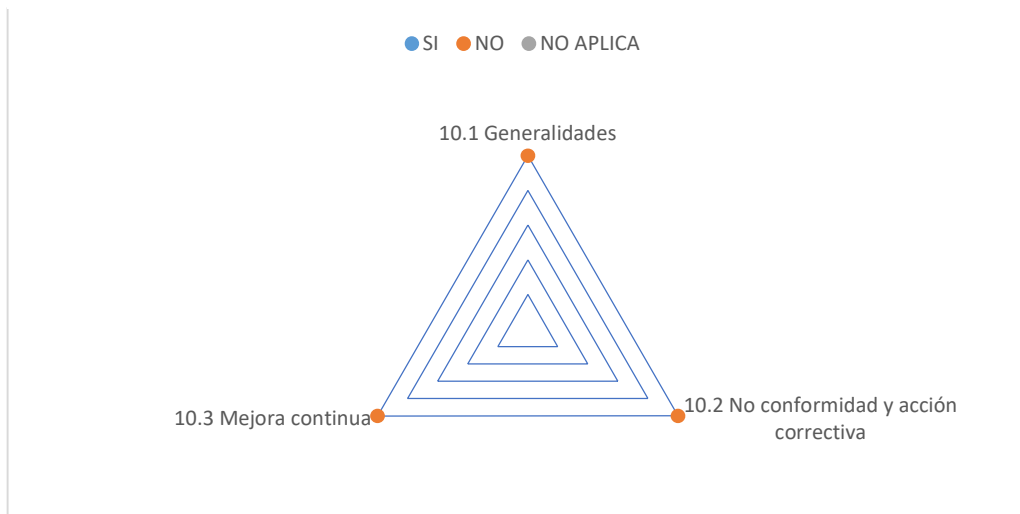 SI NO NO APLICA
10.1 Generalidades
10.3 Mejora continua
10.2 No conformidad y acción
correctiva